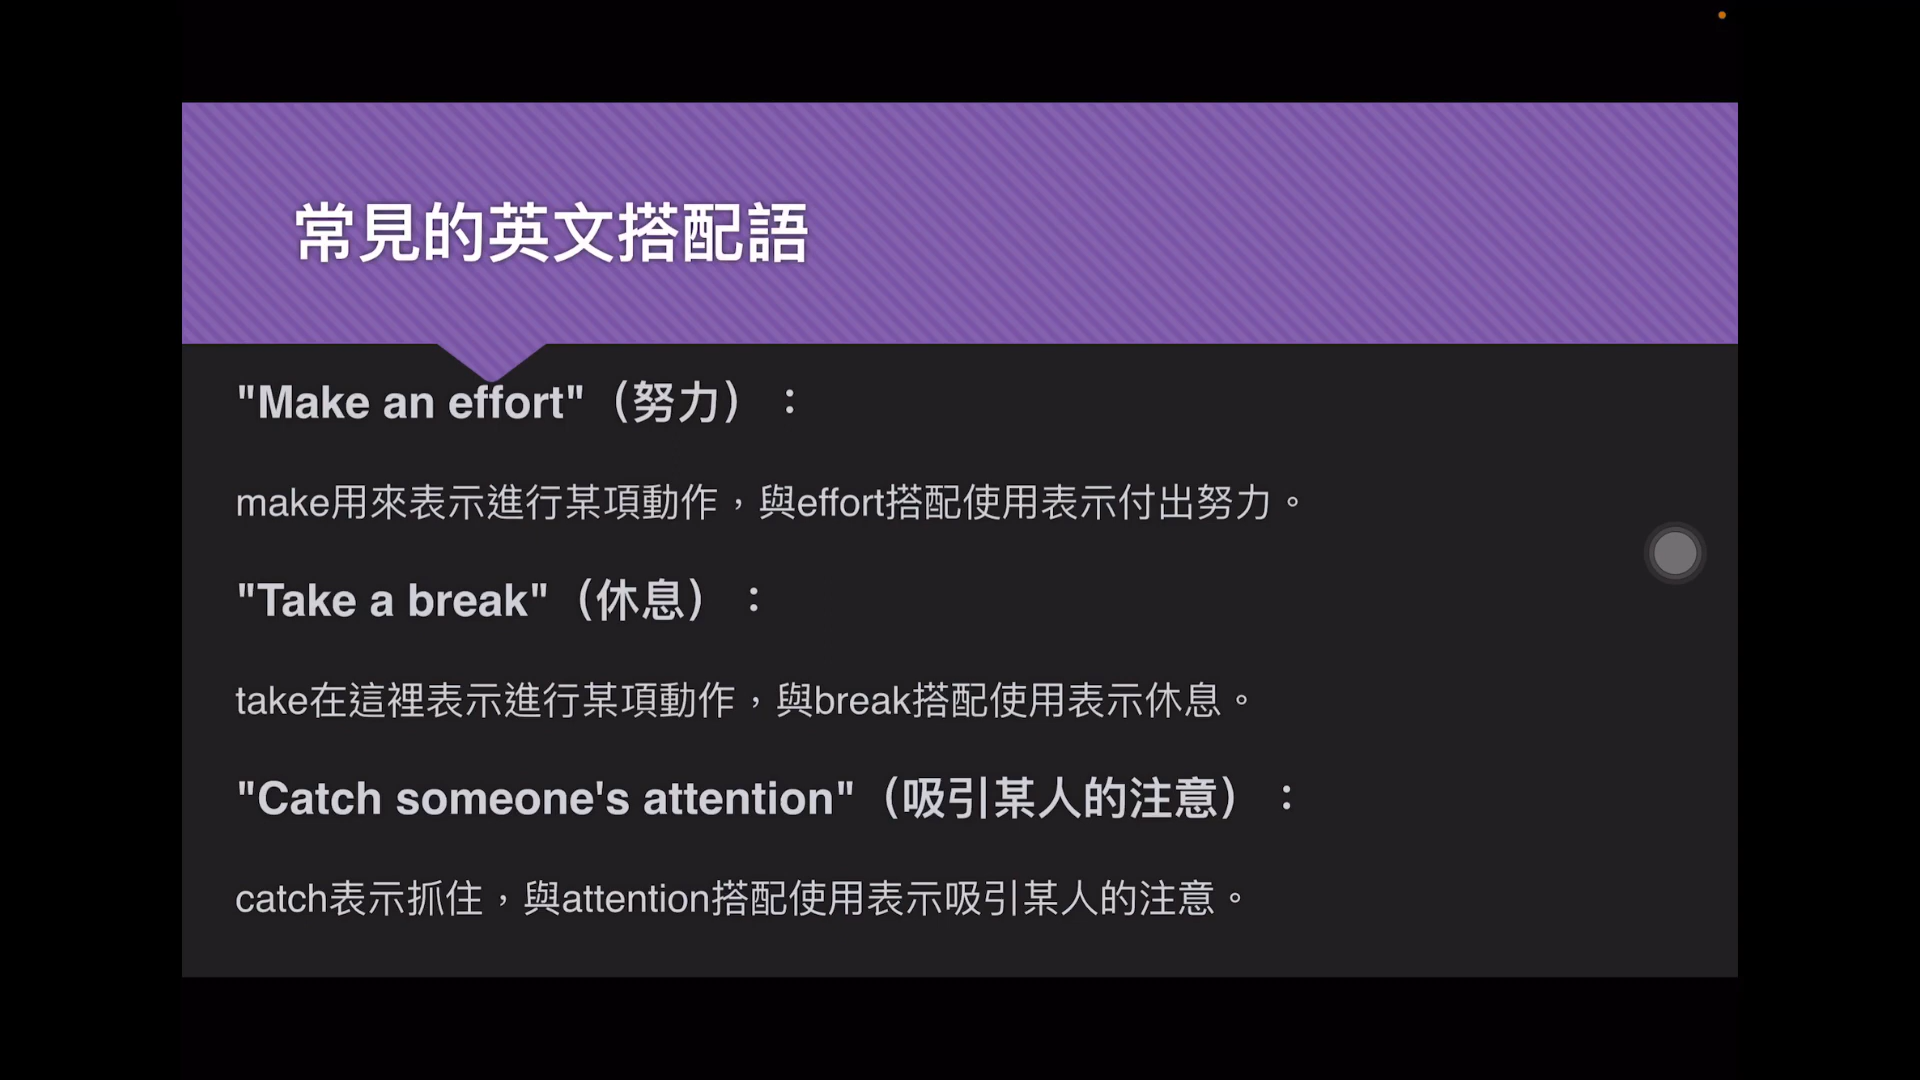 常見的英文搭配語
"Make an effort"（努力）：
make用來表示進行某項動作，與effort搭配使用表示付出努力。
"Take a break"（休息）：
take在這裡表示進行某項動作，與break搭配使用表示休息。
"Catch someone's attention"（吸引某人的注意）：
catch表示抓住，與attention搭配使用表示吸引某人的注意。